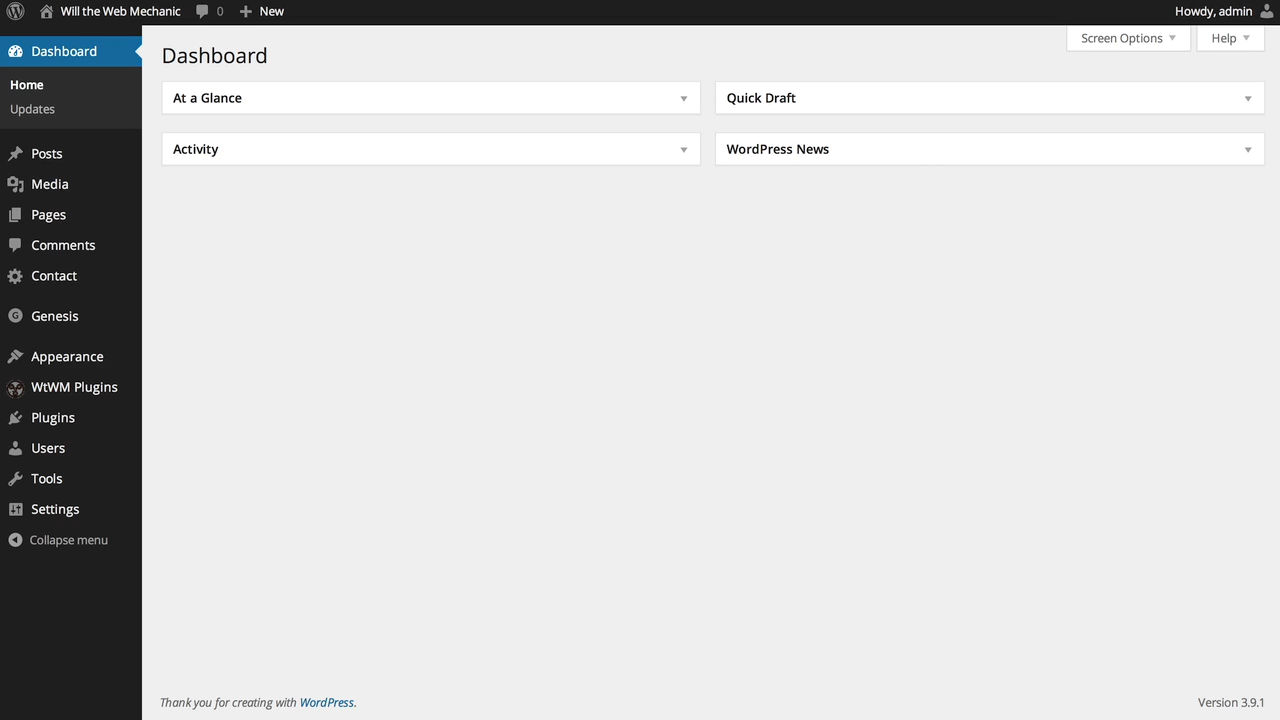 Will the Web Mechanic 0 New Howdy, admin
Dashboard
Home
Updates
Posts
Media
Pages
Comments
Contact
Genesis
Appearance
WtWM Plugins
Plugins
Users
Tools
Settings
Collapse menu
Screen Options Help
Dashboard
At a Glance
Quick Draft
Activity
WordPress News
Thank you for creating with WordPress.
Version 3.9.1